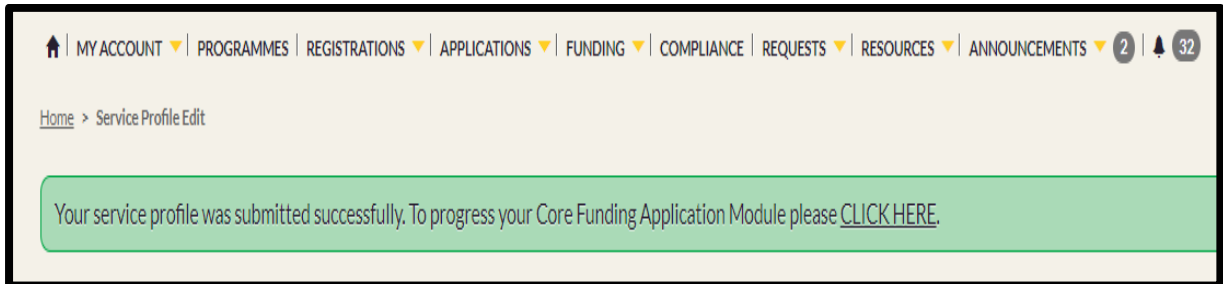 MY ACCOUNT PROGRAMMES REGISTRATIONS APPLICATIONS FUNDING COMPLIANCE REQUESTS RESOURCES ANNOUNCEMENTS 2 32
Home > Service Profile Edit
Your service profile was submitted successfully. To progress your Core Funding Application Module please CLICK HERE.